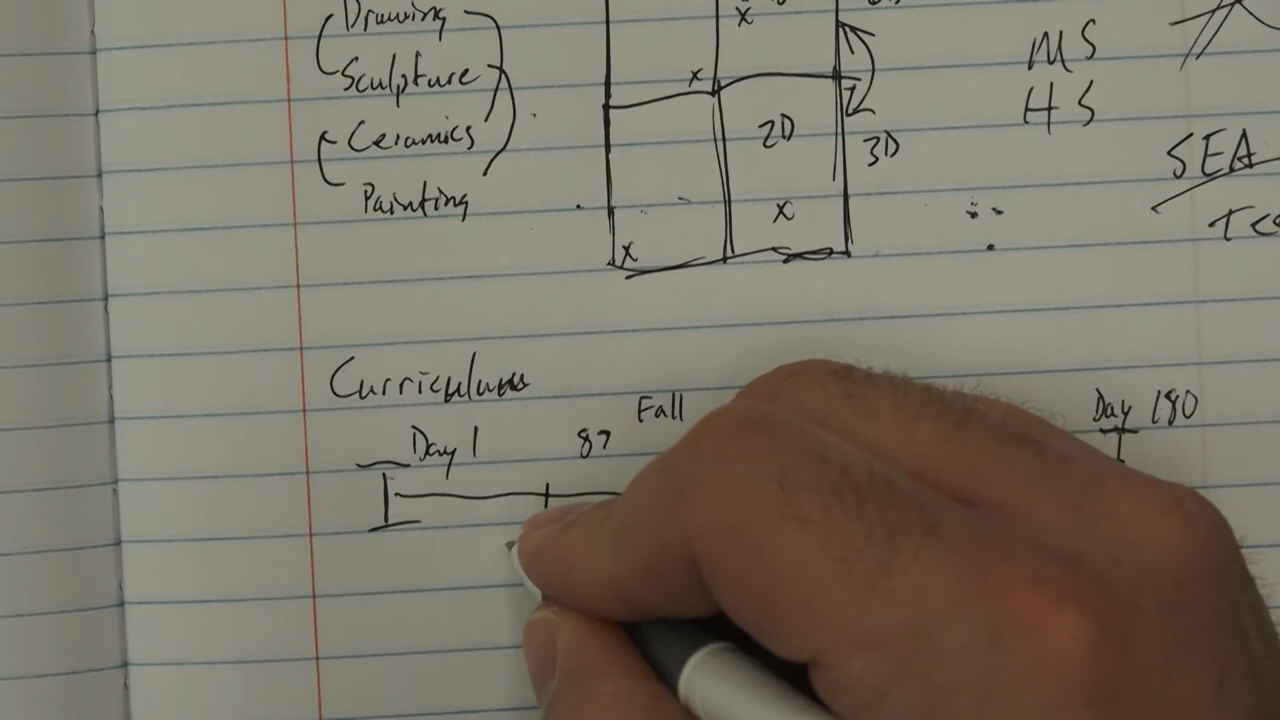 Drawing
Sculpture
Ceramics
Painting
x
x
2D
3D
x
x
MS
HS
SEA
Curriculum
Fall
Day 1
87
Day 180